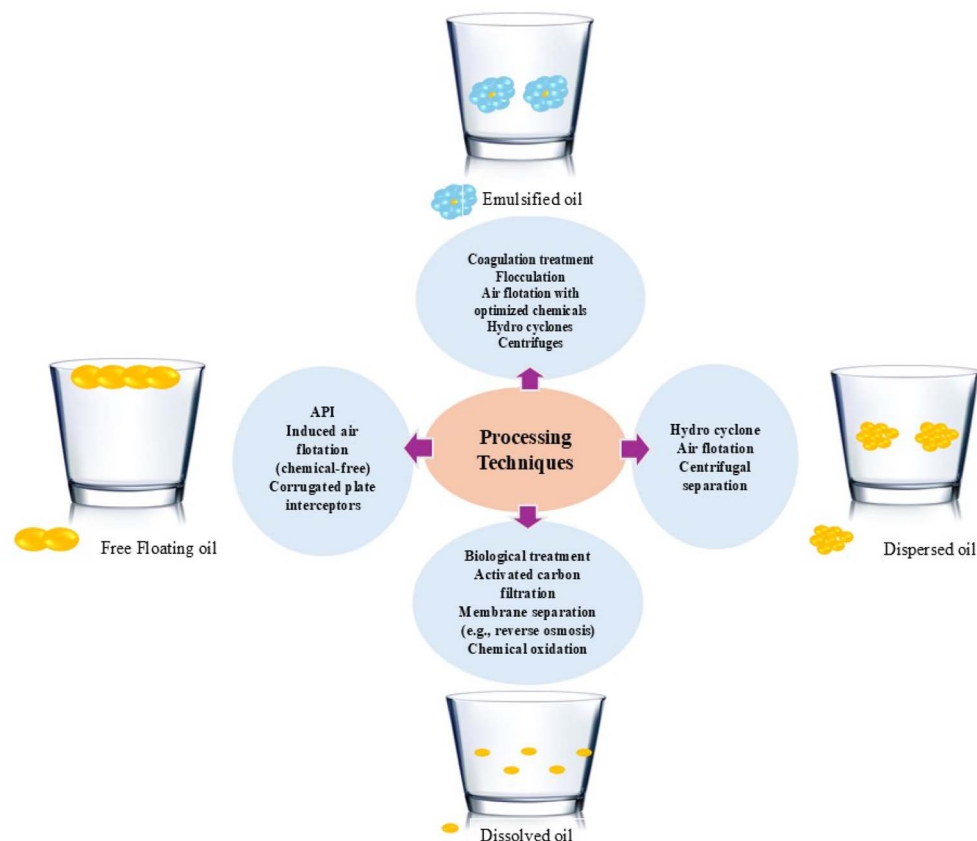 Emulsified oil
Coagulation treatment
Flocculation
Air flotation with
optimized chemicals
Hydro cyclones
Centrifuges
API
Induced air
flotation
(chemical-free)
Corrugated plate
interceptors
Processing
Techniques
Hydro cyclone
Air flotation
Centrifugal
separation
Free Floating oil
Dispersed oil
Biological treatment
Activated carbon
filtration
Membrane separation
(e.g., reverse osmosis)
Chemical oxidation
Dissolved oil